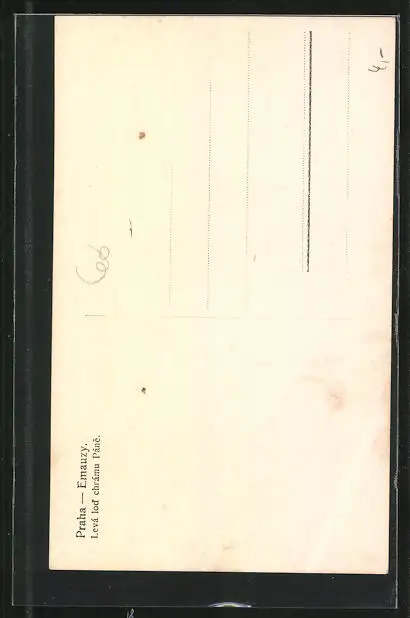 Praha — Emauzy.
Levá loď chrámu Páně.
4,-